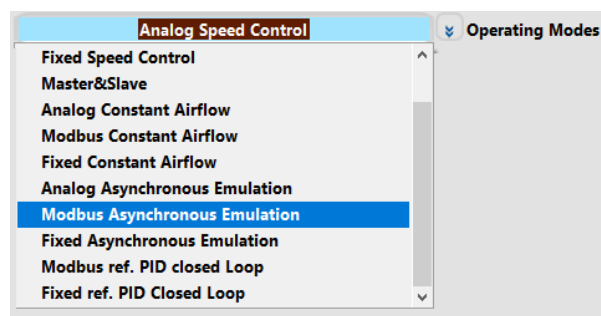 Analog Speed Control
Operating Modes
Fixed Speed Control
Master&Slave
Analog Constant Airflow
Modbus Constant Airflow
Fixed Constant Airflow
Analog Asynchronous Emulation
Modbus Asynchronous Emulation
Fixed Asynchronous Emulation
Modbus ref. PID closed Loop
Fixed ref. PID Closed Loop